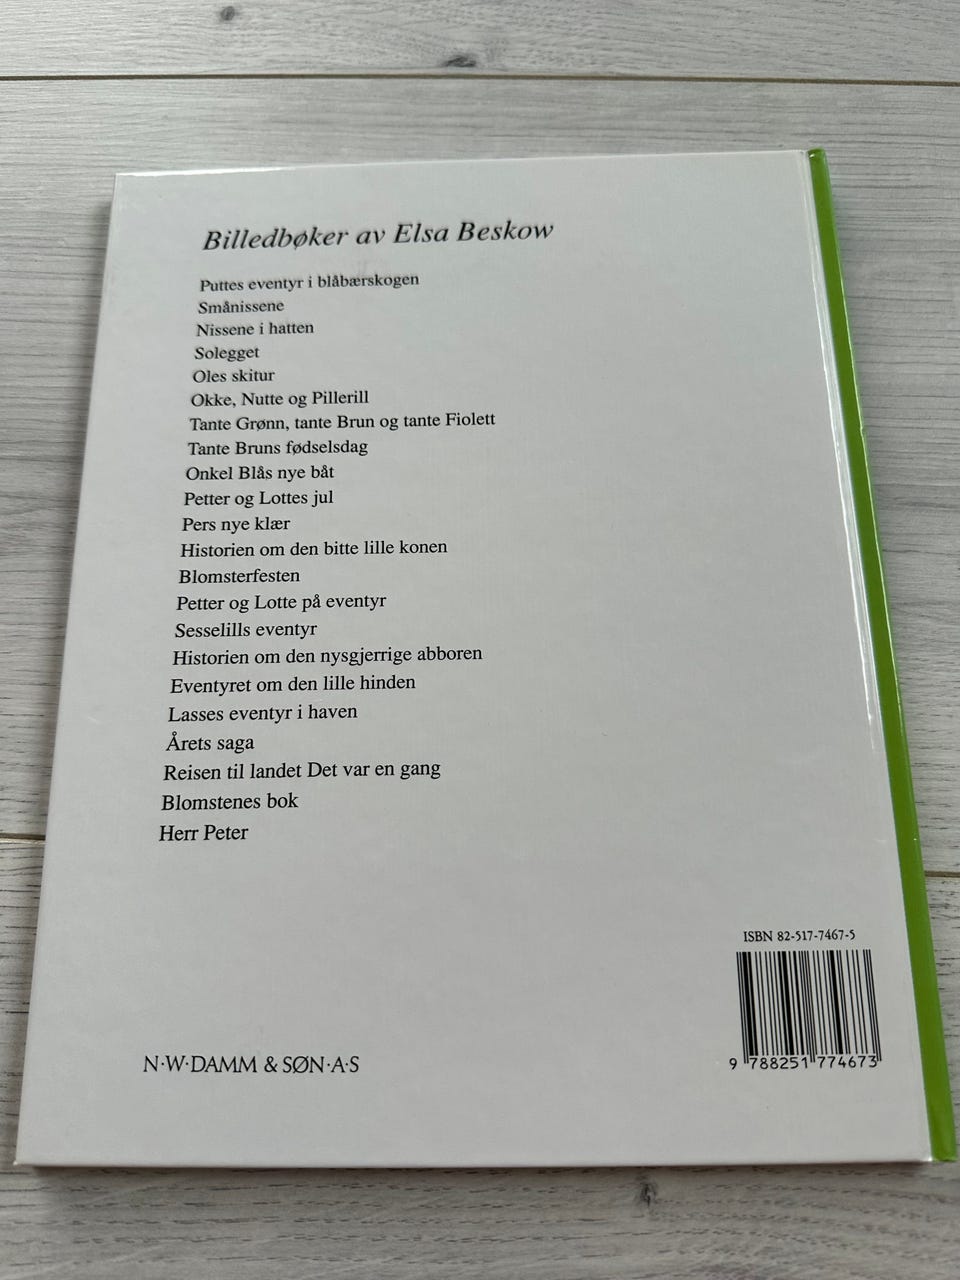 Billedbøker av Elsa Beskow
Puttes eventyr i blåbærskogen
Smånissene
Nissene i hatten
Solegget
Oles skitur
Okke, Nutte og Pillerill
Tante Grønn, tante Brun og tante Fiolett
Tante Bruns fødselsdag
Onkel Blås nye båt
Petter og Lottes jul
Pers nye klær
Historien om den bitte lille konen
Blomsterfesten
Petter og Lotte på eventyr
Sesselills eventyr
Historien om den nysgjerrige abboren
Eventyret om den lille hinden
Lasses eventyr i haven
Årets saga
Reisen til landet Det var en gang
Blomstenes bok
Herr Peter
ISBN 82-517-7467-5
9 788251 774673
N·W·DAMM & SØN·A·S